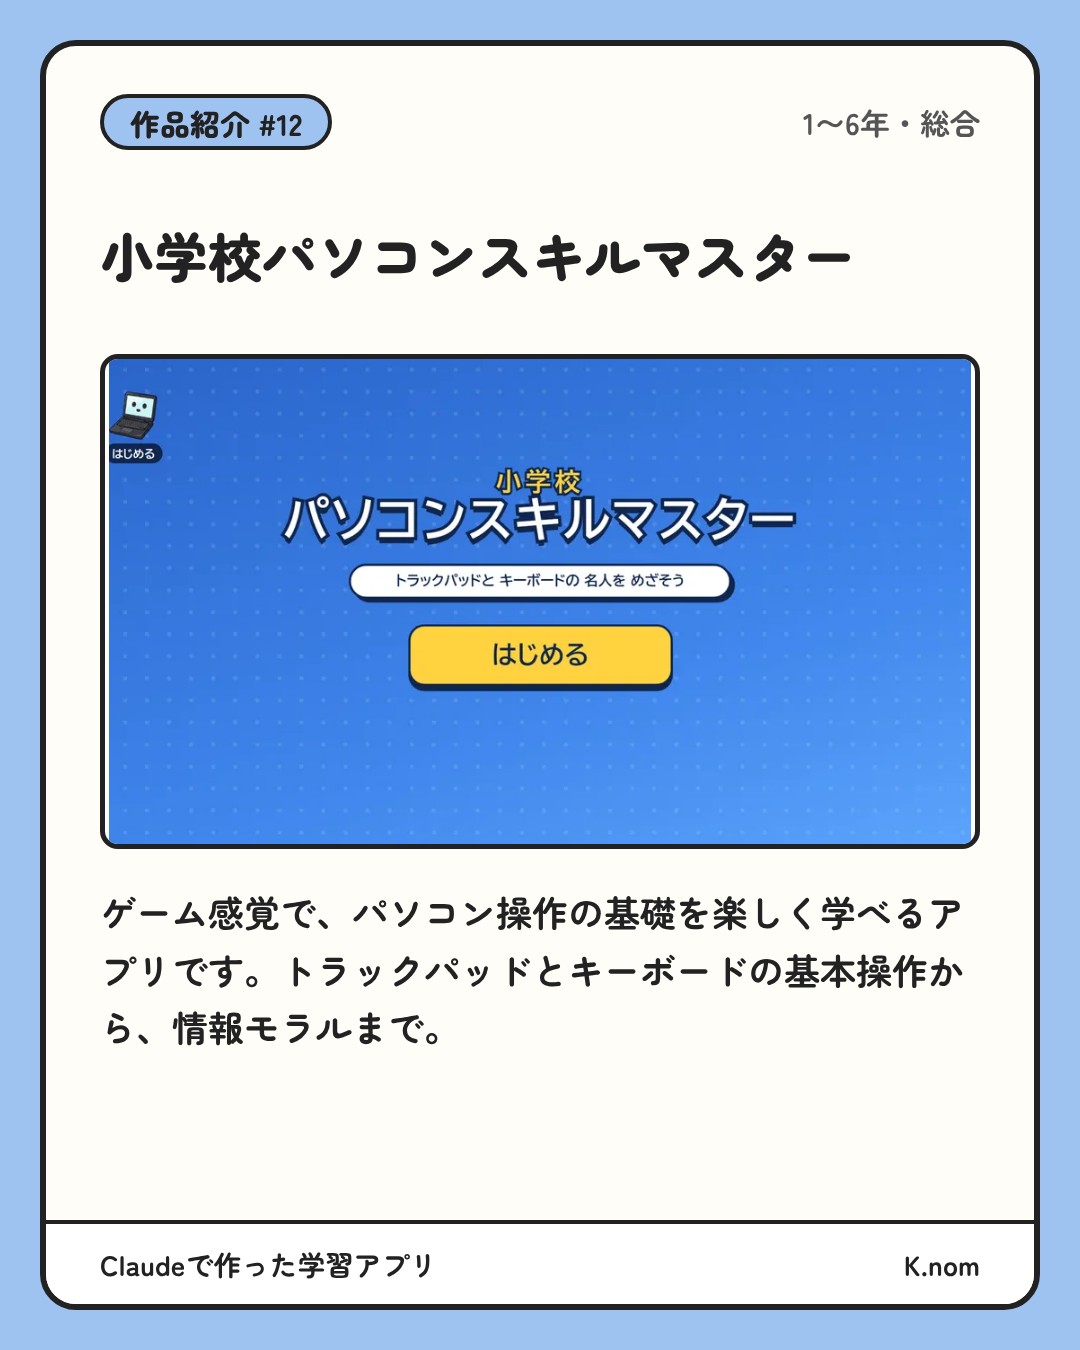 作品紹介 #12
1〜6年・総合
小学校パソコンスキルマスター
はじめる
小学校
パソコンスキルマスター
トラックパッドと キーボードの 名人を めざそう
はじめる
ゲーム感覚で、パソコン操作の基礎を楽しく学べるア
プリです。トラックパッドとキーボードの基本操作か
ら、情報モラルまで。
Claudeで作った学習アプリ
K.nom